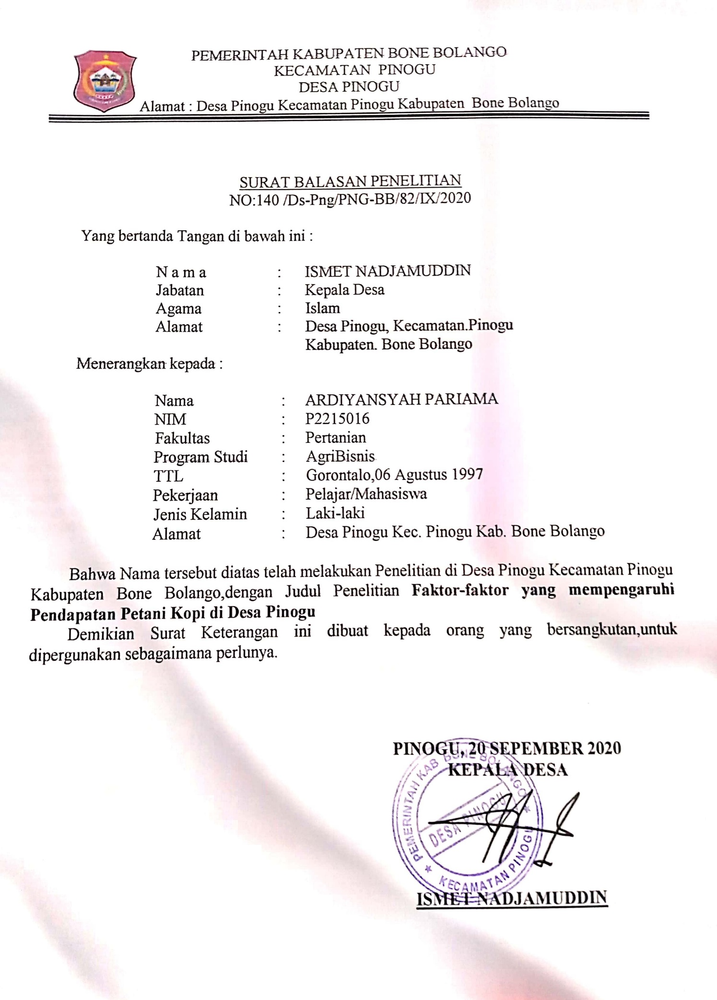 PEMERINTAH KABUPATEN BONE BOLANGO
KECAMATAN PINOGU
DESA PINOGU
Alamat : Desa Pinogu Kecamatan Pinogu Kabupaten Bone Bolango
SURAT BALASAN PENELITIAN
NO:140 /Ds-Png/PNG-BB/82/IX/2020
Yang bertanda Tangan di bawah ini :
N a m a : ISMET NADJAMUDDIN
Jabatan : Kepala Desa
Agama : Islam
Alamat : Desa Pinogu, Kecamatan.Pinogu
Kabupaten. Bone Bolango
Menerangkan kepada :
Nama : ARDIYANSYAH PARIAMA
NIM : P2215016
Fakultas : Pertanian
Program Studi : AgriBisnis
TTL : Gorontalo,06 Agustus 1997
Pekerjaan : Pelajar/Mahasiswa
Jenis Kelamin : Laki-laki
Alamat : Desa Pinogu Kec. Pinogu Kab. Bone Bolango
Bahwa Nama tersebut diatas telah melakukan Penelitian di Desa Pinogu Kecamatan Pinogu
Kabupaten Bone Bolango,dengan Judul Penelitian Faktor-faktor yang mempengaruhi
Pendapatan Petani Kopi di Desa Pinogu
Demikian Surat Keterangan ini dibuat kepada orang yang bersangkutan,untuk
dipergunakan sebagaimana perlunya.
PINOGU, 20 SEPEMBER 2020
KEPALA DESA
PEMERINTAH KAB BONE BOLANGO
DESA PINOGU
KECAMATAN PINOGU
ISMET NADJAMUDDIN